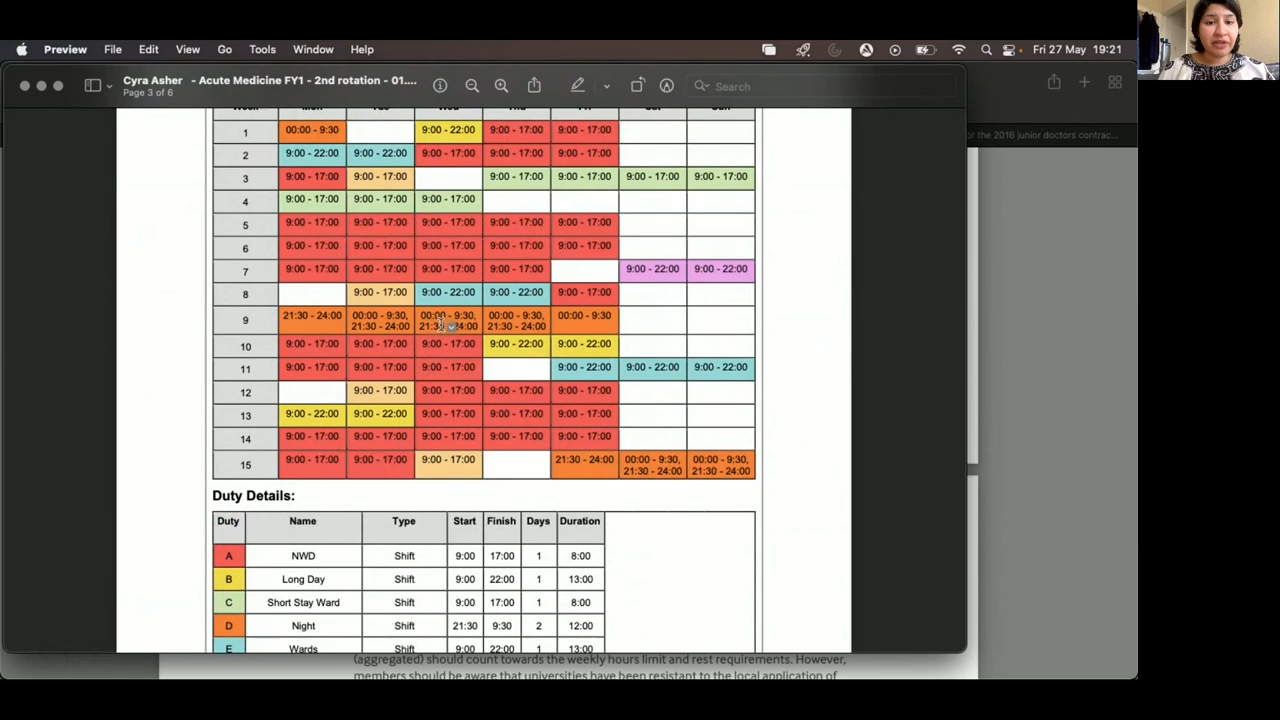 Preview File Edit View Go Tools Window Help Fri 27 May 19:21
Cyra Asher - Acute Medicine FY1 - 2nd rotation - 01....
Page 3 of 6
Search
or the 2016 junior doctors contrac...
1 00:00 - 9:30 9:00 - 22:00 9:00 - 17:00 9:00 - 17:00
2 9:00 - 22:00 9:00 - 22:00 9:00 - 17:00 9:00 - 17:00 9:00 - 17:00
3 9:00 - 17:00 9:00 - 17:00 9:00 - 17:00 9:00 - 17:00 9:00 - 17:00 9:00 - 17:00
4 9:00 - 17:00 9:00 - 17:00 9:00 - 17:00
5 9:00 - 17:00 9:00 - 17:00 9:00 - 17:00 9:00 - 17:00 9:00 - 17:00
6 9:00 - 17:00 9:00 - 17:00 9:00 - 17:00 9:00 - 17:00 9:00 - 17:00
7 9:00 - 17:00 9:00 - 17:00 9:00 - 17:00 9:00 - 17:00 9:00 - 22:00 9:00 - 22:00
8 9:00 - 17:00 9:00 - 22:00 9:00 - 22:00 9:00 - 17:00
9 21:30 - 24:00 00:00 - 9:30, 00:00 - 9:30, 00:00 - 9:30, 00:00 - 9:30
21:30 - 24:00 21:30 - 24:00 21:30 - 24:00
10 9:00 - 17:00 9:00 - 17:00 9:00 - 17:00 9:00 - 22:00 9:00 - 22:00
11 9:00 - 17:00 9:00 - 17:00 9:00 - 17:00 9:00 - 22:00 9:00 - 22:00 9:00 - 22:00
12 9:00 - 17:00 9:00 - 17:00 9:00 - 17:00 9:00 - 17:00
13 9:00 - 22:00 9:00 - 22:00 9:00 - 17:00 9:00 - 17:00 9:00 - 17:00
14 9:00 - 17:00 9:00 - 17:00 9:00 - 17:00 9:00 - 17:00 9:00 - 17:00
15 9:00 - 17:00 9:00 - 17:00 9:00 - 17:00 21:30 - 24:00 00:00 - 9:30, 00:00 - 9:30,
21:30 - 24:00 21:30 - 24:00
Duty Details:
Duty Name Type Start Finish Days Duration
A NWD Shift 9:00 17:00 1 8:00
B Long Day Shift 9:00 22:00 1 13:00
C Short Stay Ward Shift 9:00 17:00 1 8:00
D Night Shift 21:30 9:30 2 12:00
E Wards Shift 9:00 22:00 1 13:00
(aggregated) should count towards the weekly hours limit and rest requirements. However,
members should be aware that universities have been resistant to the local application of